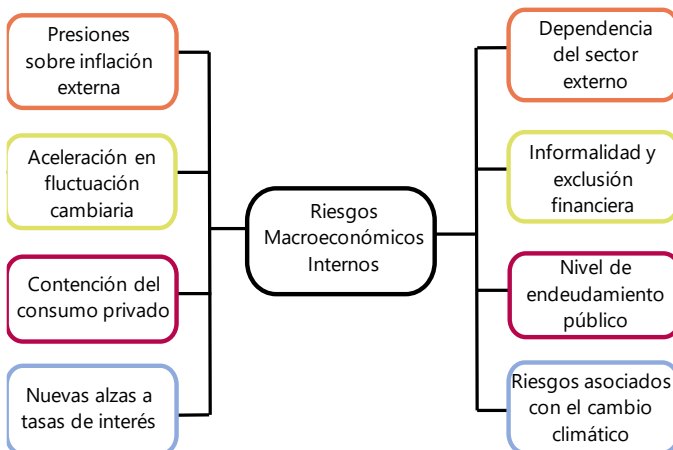 Presiones
sobre inflación
externa
Aceleración en
fluctuación
cambiaria
Contención del
consumo privado
Nuevas alzas a
tasas de interés
Riesgos
Macroeconómicos
Internos
Dependencia
del sector
externo
Informalidad y
exclusión
financiera
Nivel de
endeudamiento
público
Riesgos asociados
con el cambio
climático